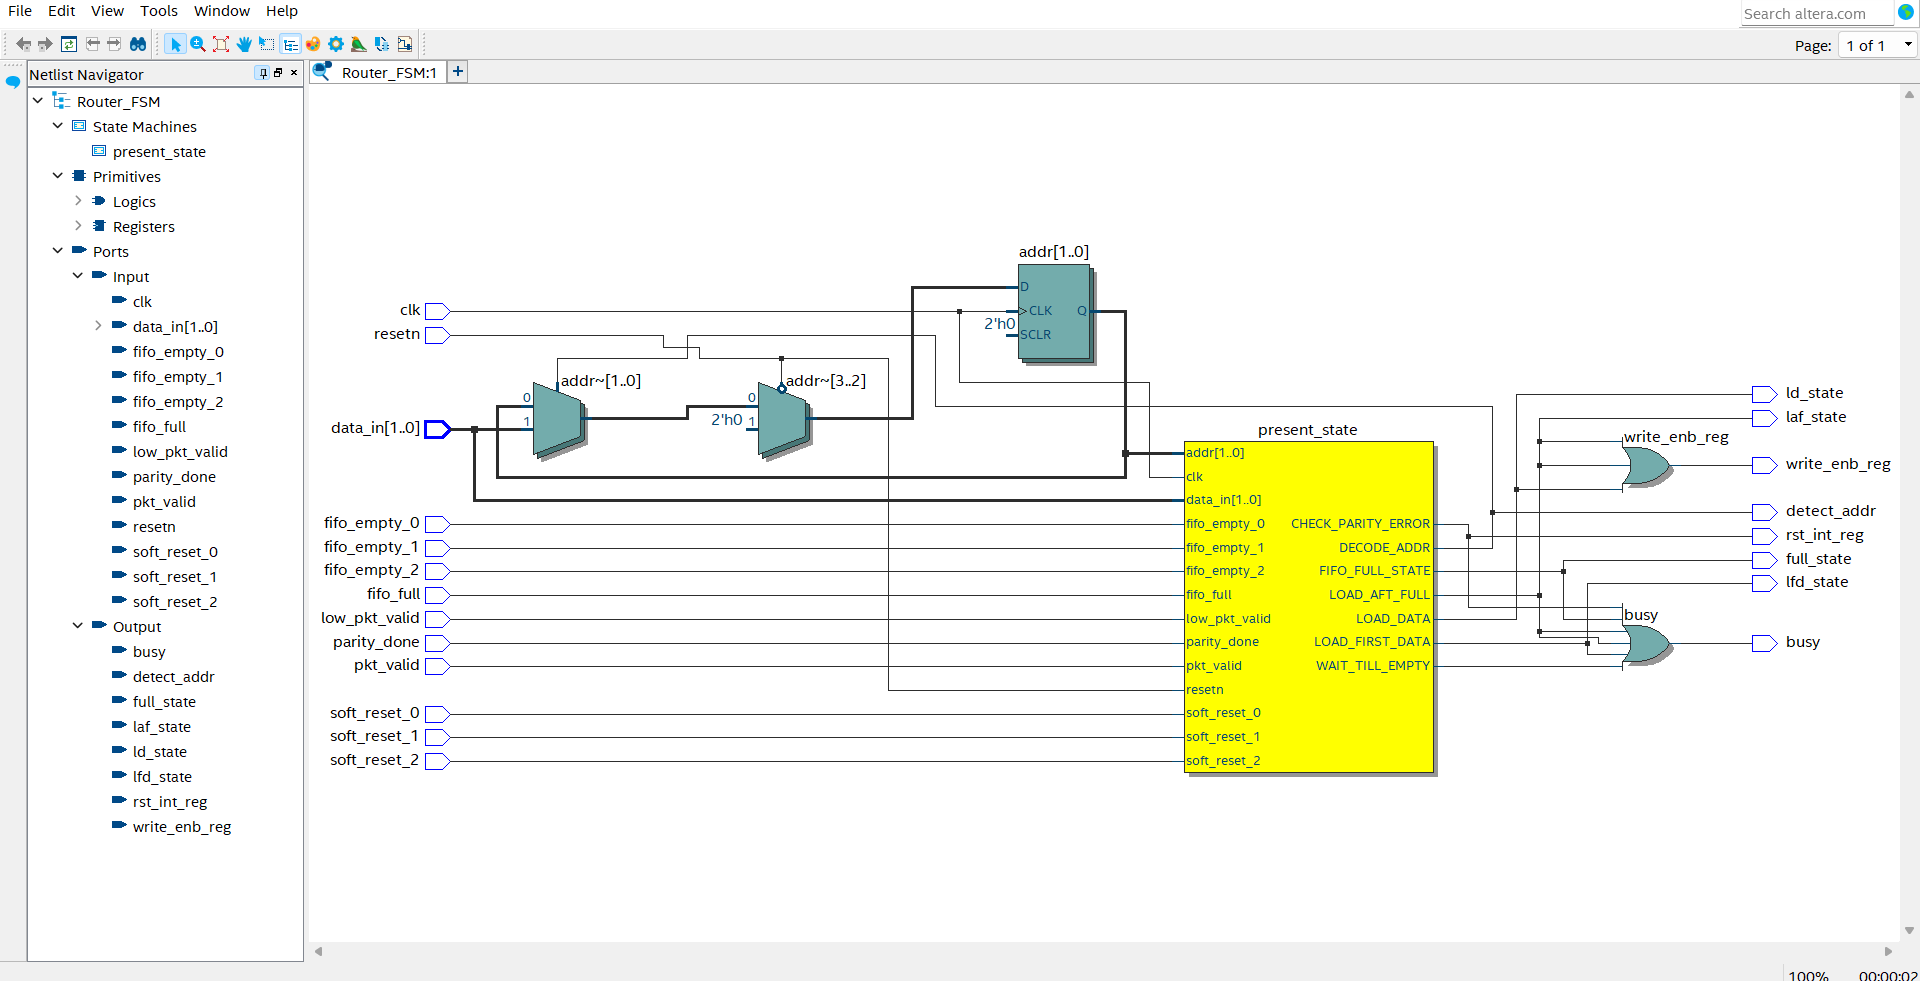 File Edit View Tools Window Help
Search altera.com
Page: 1 of 1
Netlist Navigator
Router_FSM:1
Router_FSM
State Machines
present_state
Primitives
Logics
Registers
Ports
Input
clk
data_in[1..0]
fifo_empty_0
fifo_empty_1
fifo_empty_2
fifo_full
low_pkt_valid
parity_done
pkt_valid
resetn
soft_reset_0
soft_reset_1
soft_reset_2
Output
busy
detect_addr
full_state
laf_state
ld_state
lfd_state
rst_int_reg
write_enb_reg
addr[1..0]
D
CLK
Q
2'h0
SCLR
clk
resetn
addr~[1..0]
0
1
addr~[3..2]
0
2'h0
1
data_in[1..0]
fifo_empty_0
fifo_empty_1
fifo_empty_2
fifo_full
low_pkt_valid
parity_done
pkt_valid
soft_reset_0
soft_reset_1
soft_reset_2
present_state
addr[1..0]
clk
data_in[1..0]
fifo_empty_0
fifo_empty_1
fifo_empty_2
fifo_full
low_pkt_valid
parity_done
pkt_valid
resetn
soft_reset_0
soft_reset_1
soft_reset_2
CHECK_PARITY_ERROR
DECODE_ADDR
FIFO_FULL_STATE
LOAD_AFT_FULL
LOAD_DATA
LOAD_FIRST_DATA
WAIT_TILL_EMPTY
write_enb_reg
busy
ld_state
laf_state
write_enb_reg
detect_addr
rst_int_reg
full_state
lfd_state
busy
100% 00:00:02